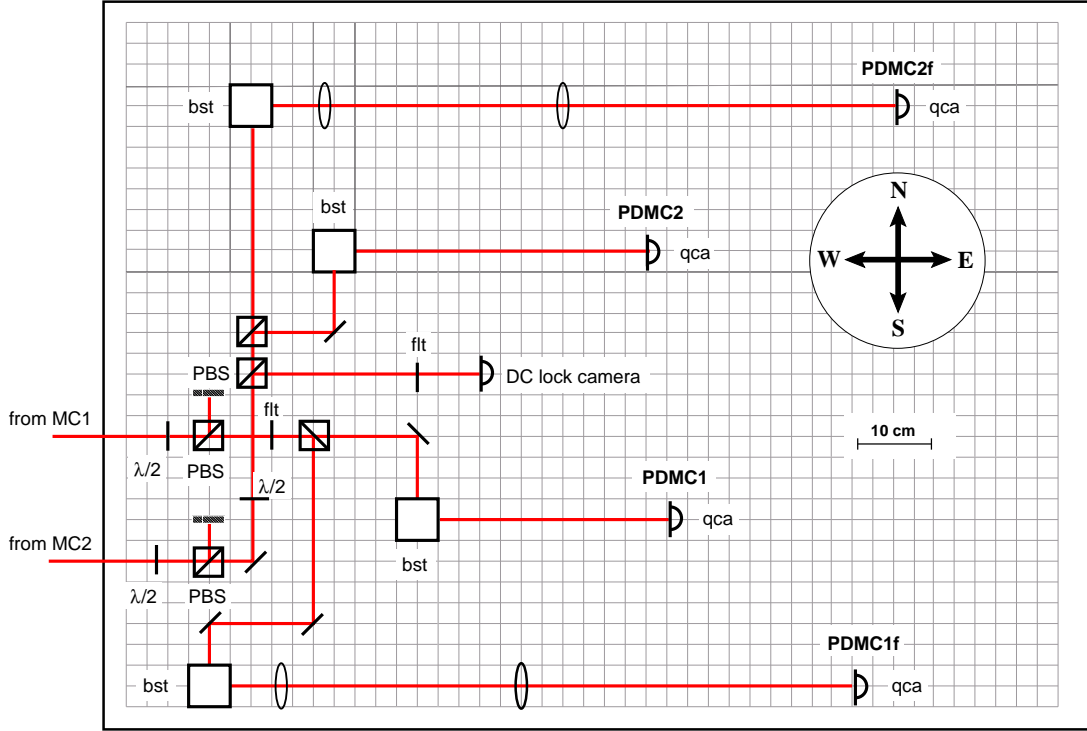 PDMC2f
bst
qca
N
bst
PDMC2
W
E
qca
S
flt
PBS
DC lock camera
from MC1
flt
10 cm
λ/2
PBS
λ/2
PDMC1
qca
from MC2
bst
λ/2
PBS
PDMC1f
bst
qca